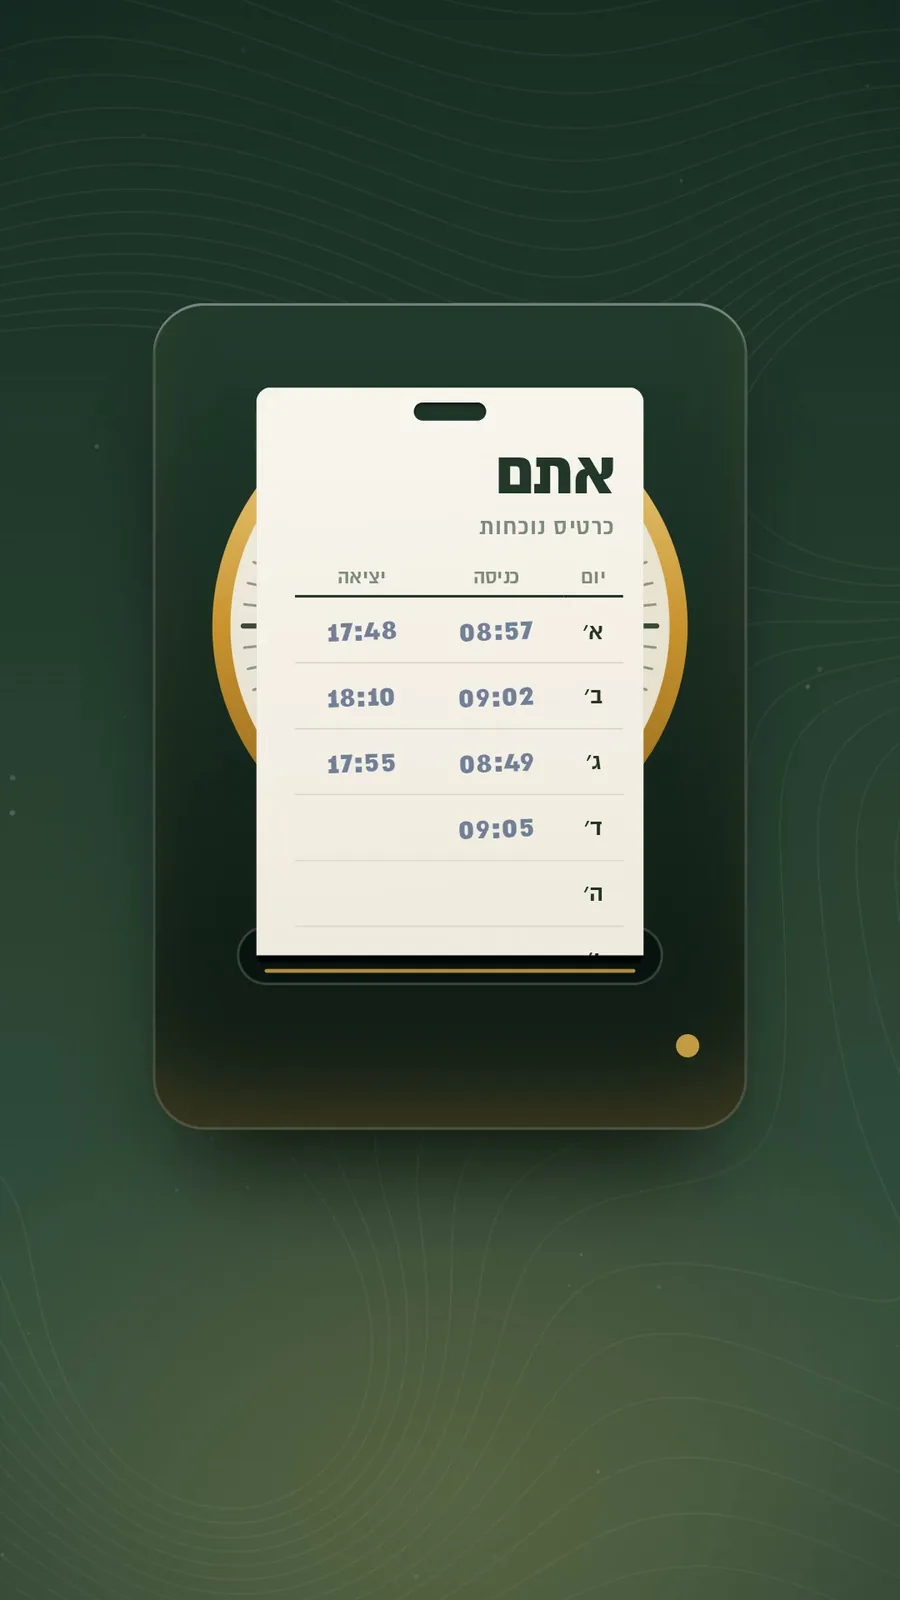 אתם
כרטיס נוכחות
יום כניסה יציאה
א׳ 08:57 17:48
ב׳ 09:02 18:10
ג׳ 08:49 17:55
ד׳ 09:05
ה׳